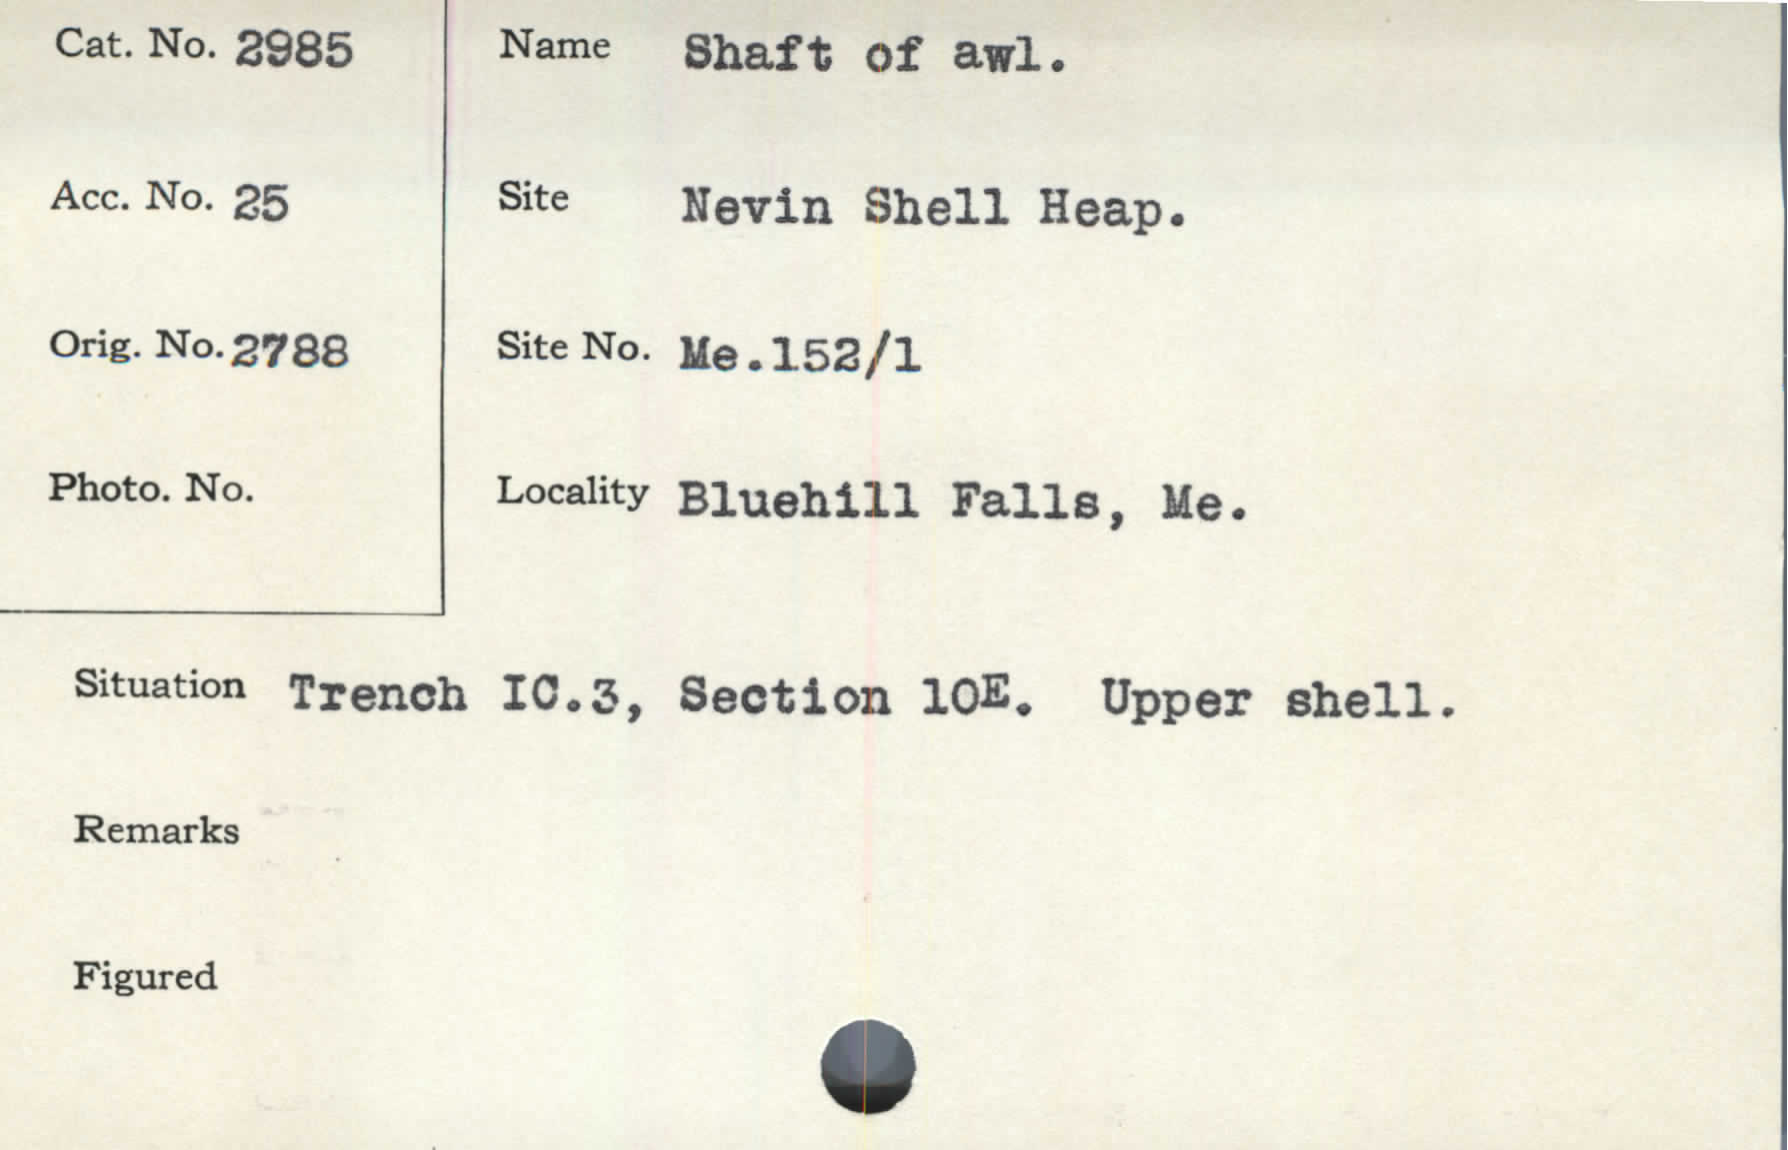 Cat. No. 2985
Name Shaft of awl.
Acc. No. 25
Site Nevin Shell Heap.
Orig. No. 2788
Site No. Me.152/1
Photo. No.
Locality Bluehill Falls, Me.
Situation Trench IC.3, Section 10E. Upper shell.
Remarks
Figured